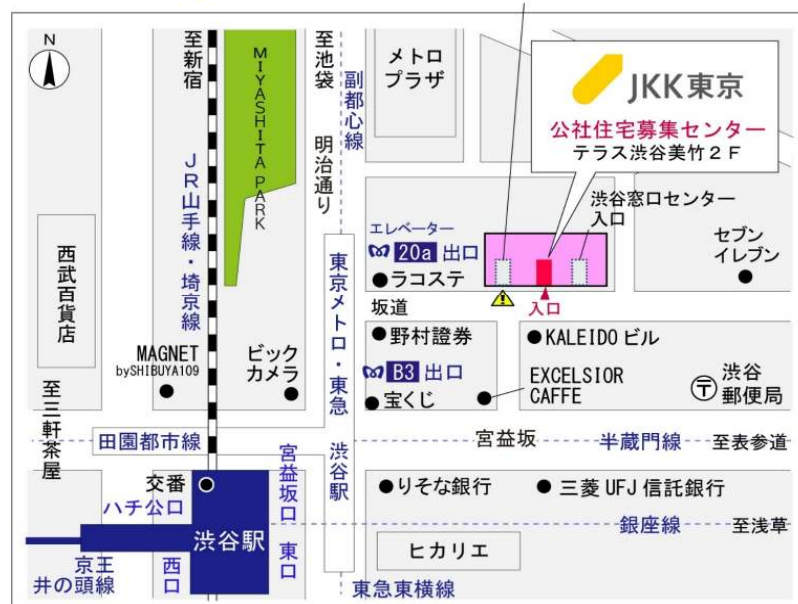 N
至新宿
MIYASHITA PARK
至池袋
明治通り
副都心線
メトロ
プラザ
JKK東京
公社住宅募集センター
テラス渋谷美竹2F
JR山手線・埼京線
西武百貨店
エレベーター
20a 出口
ラコステ
渋谷窓口センター
入口
セブン
イレブン
入口
坂道
東京メトロ・東急 渋谷駅
野村證券
KALEIDOビル
MAGNET
bySHIBUYA109
ビック
カメラ
B3 出口
宝くじ
EXCELSIOR
CAFFE
〒
渋谷
郵便局
至三軒茶屋
田園都市線
宮益坂
半蔵門線
至表参道
交番
ハチ公口
渋谷駅
宮益坂口
東口
西口
りそな銀行
三菱UFJ信託銀行
銀座線
至浅草
ヒカリエ
京王
井の頭線
東急東横線